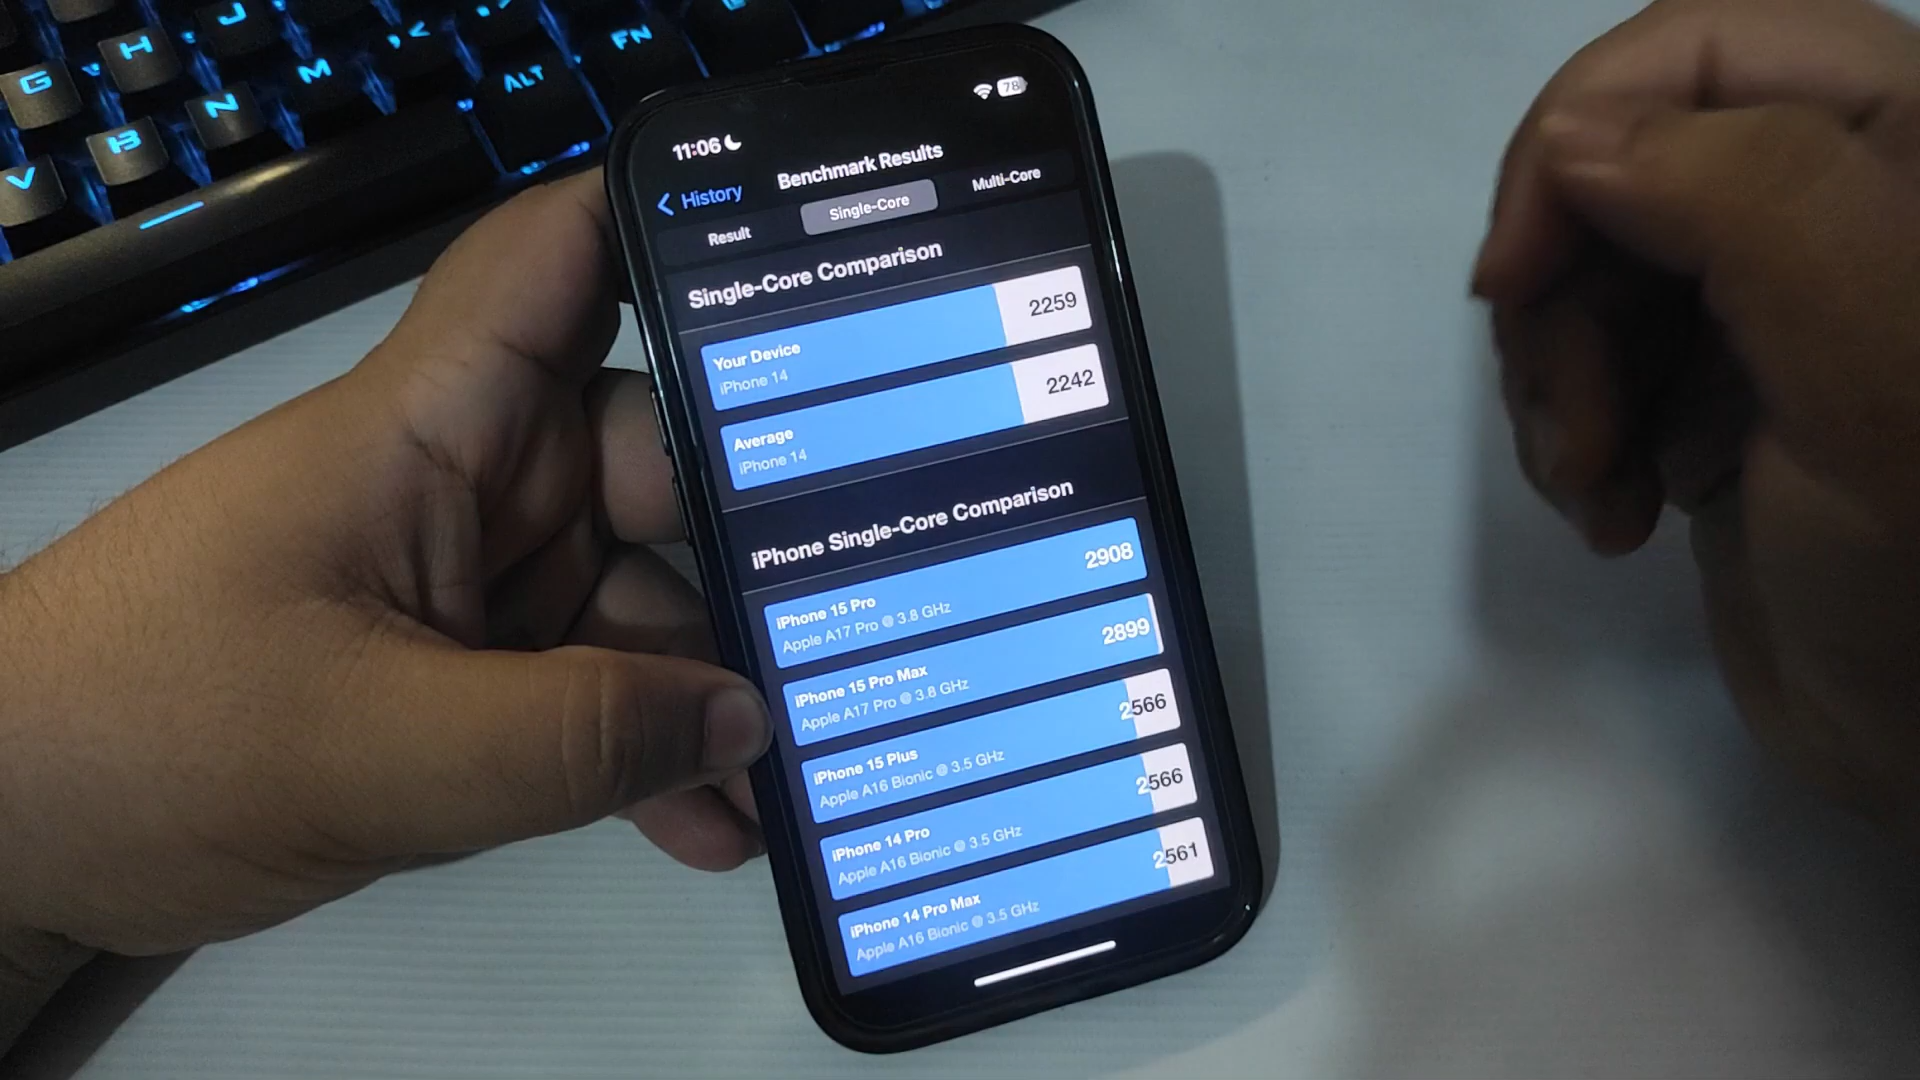 J
H
G
M
N
B
V
ALT
FN
11:06
78
History
Benchmark Results
Result
Single-Core
Multi-Core
Single-Core Comparison
Your Device
iPhone 14
2259
Average
iPhone 14
2242
iPhone Single-Core Comparison
iPhone 15 Pro
Apple A17 Pro @ 3.8 GHz
2908
iPhone 15 Pro Max
Apple A17 Pro @ 3.8 GHz
2899
iPhone 15 Plus
Apple A16 Bionic @ 3.5 GHz
2566
iPhone 14 Pro
Apple A16 Bionic @ 3.5 GHz
2566
iPhone 14 Pro Max
Apple A16 Bionic @ 3.5 GHz
2561